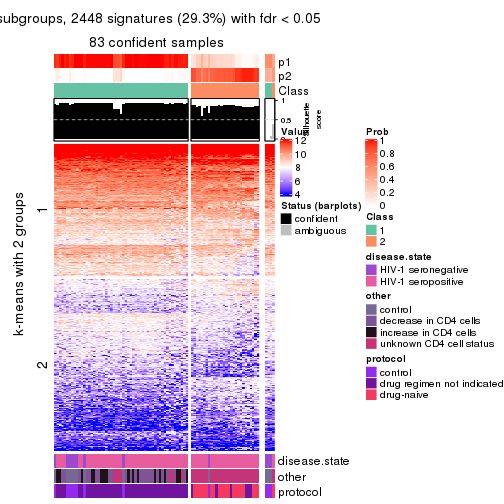 subgroups, 2448 signatures (29.3%) with fdr < 0.05
83 confident samples
p1
p2
Class
1
0.5
0
Silhouette
score
k-means with 2 groups
1
2
Value
12
10
8
6
4
Status (barplots)
confident
ambiguous
Prob
1
0.8
0.6
0.4
0.2
0
Class
1
2
disease.state
HIV-1 seronegative
HIV-1 seropositive
other
control
decrease in CD4 cells
increase in CD4 cells
unknown CD4 cell status
protocol
control
drug regimen not indicated
drug-naive
disease.state
other
protocol